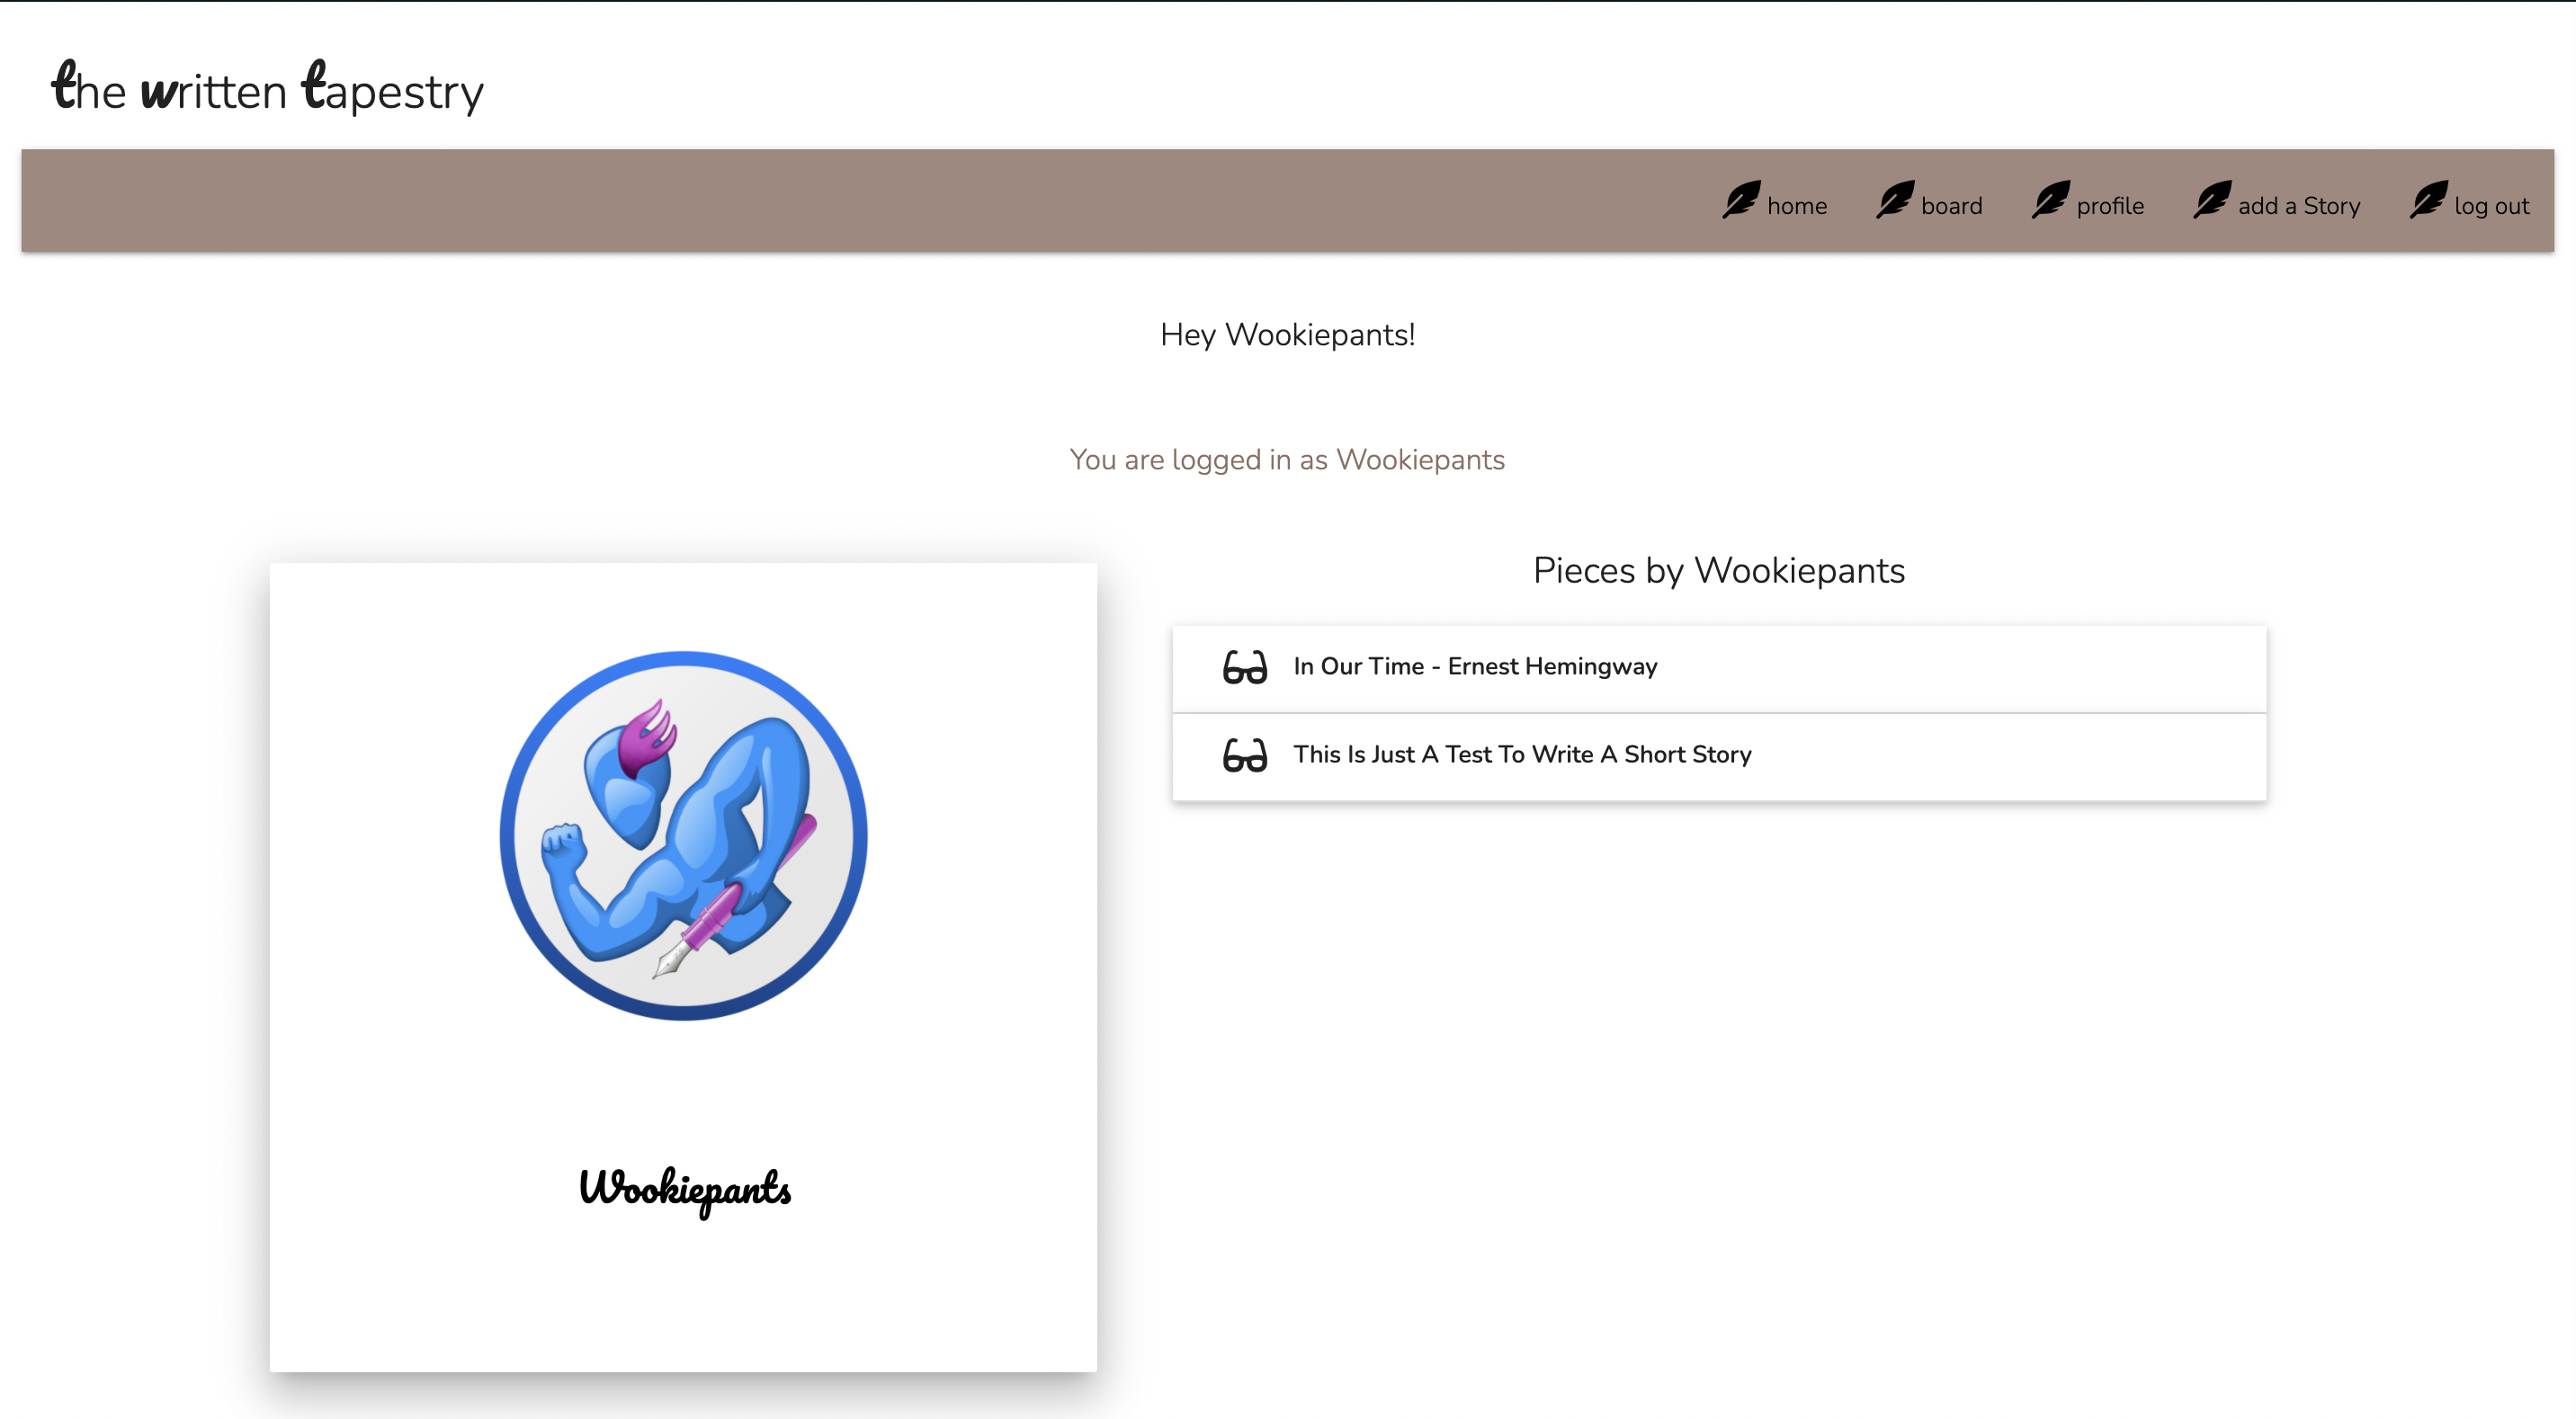 the written tapestry
home board profile add a Story log out
Hey Wookiepants!
You are logged in as Wookiepants
Pieces by Wookiepants
In Our Time - Ernest Hemingway
This Is Just A Test To Write A Short Story
Wookiepants